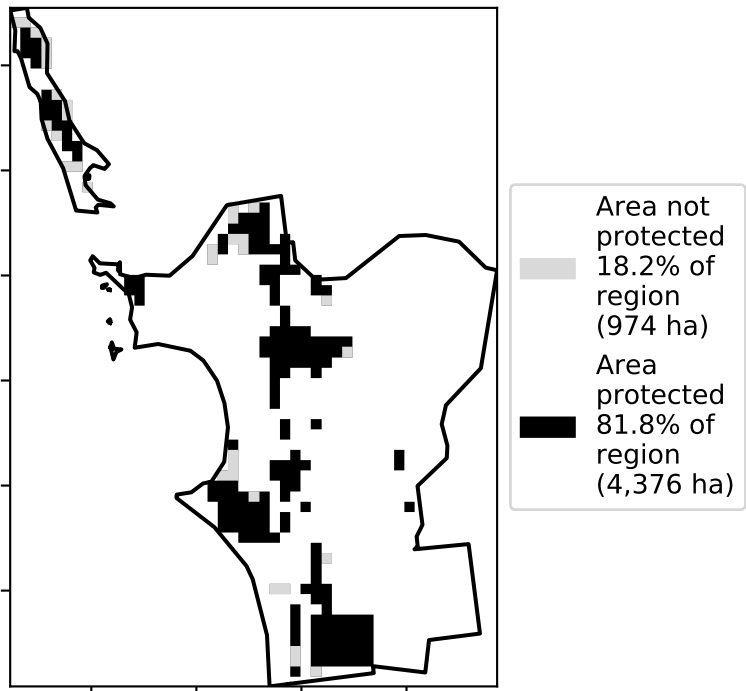 Area not
protected
18.2% of
region
(974 ha)
Area
protected
81.8% of
region
(4,376 ha)